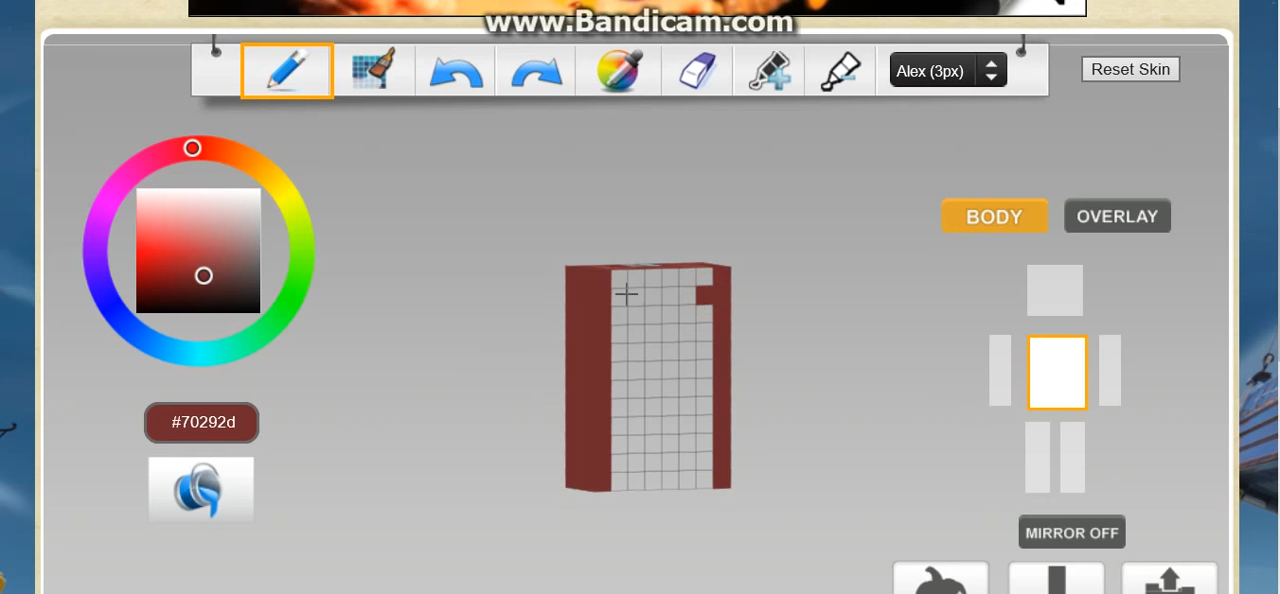 www.Bandicam.com
Alex (3px)
Reset Skin
BODY
OVERLAY
#70292d
MIRROR OFF